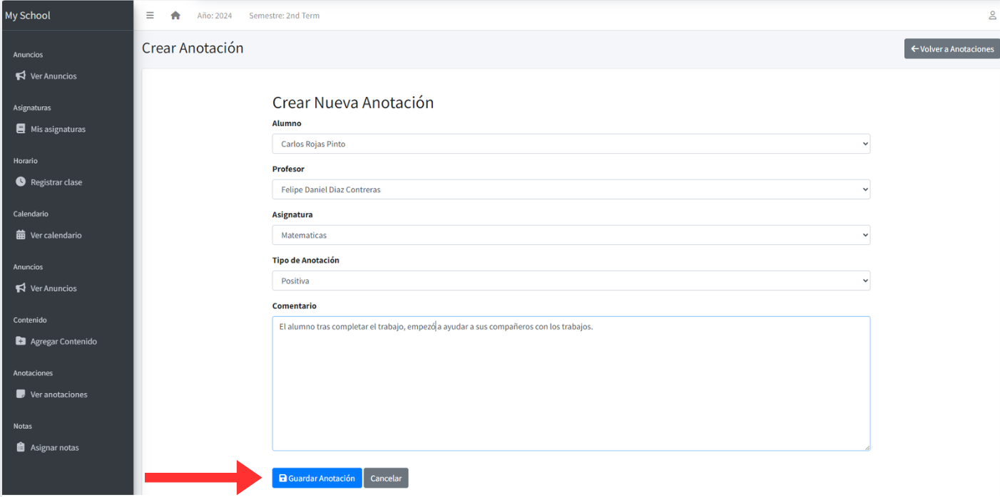 My School
Año: 2024 Semestre: 2nd Term
Crear Anotación
Volver a Anotaciones
Anuncios
Ver Anuncios
Asignaturas
Mis asignaturas
Horario
Registrar clase
Calendario
Ver calendario
Anuncios
Ver Anuncios
Contenido
Agregar Contenido
Anotaciones
Ver anotaciones
Notas
Asignar notas
Crear Nueva Anotación
Alumno
Carlos Rojas Pinto
Profesor
Felipe Daniel Diaz Contreras
Asignatura
Matematicas
Tipo de Anotación
Positiva
Comentario
El alumno tras completar el trabajo, empezó a ayudar a sus compañeros con los trabajos.
Guardar Anotación Cancelar